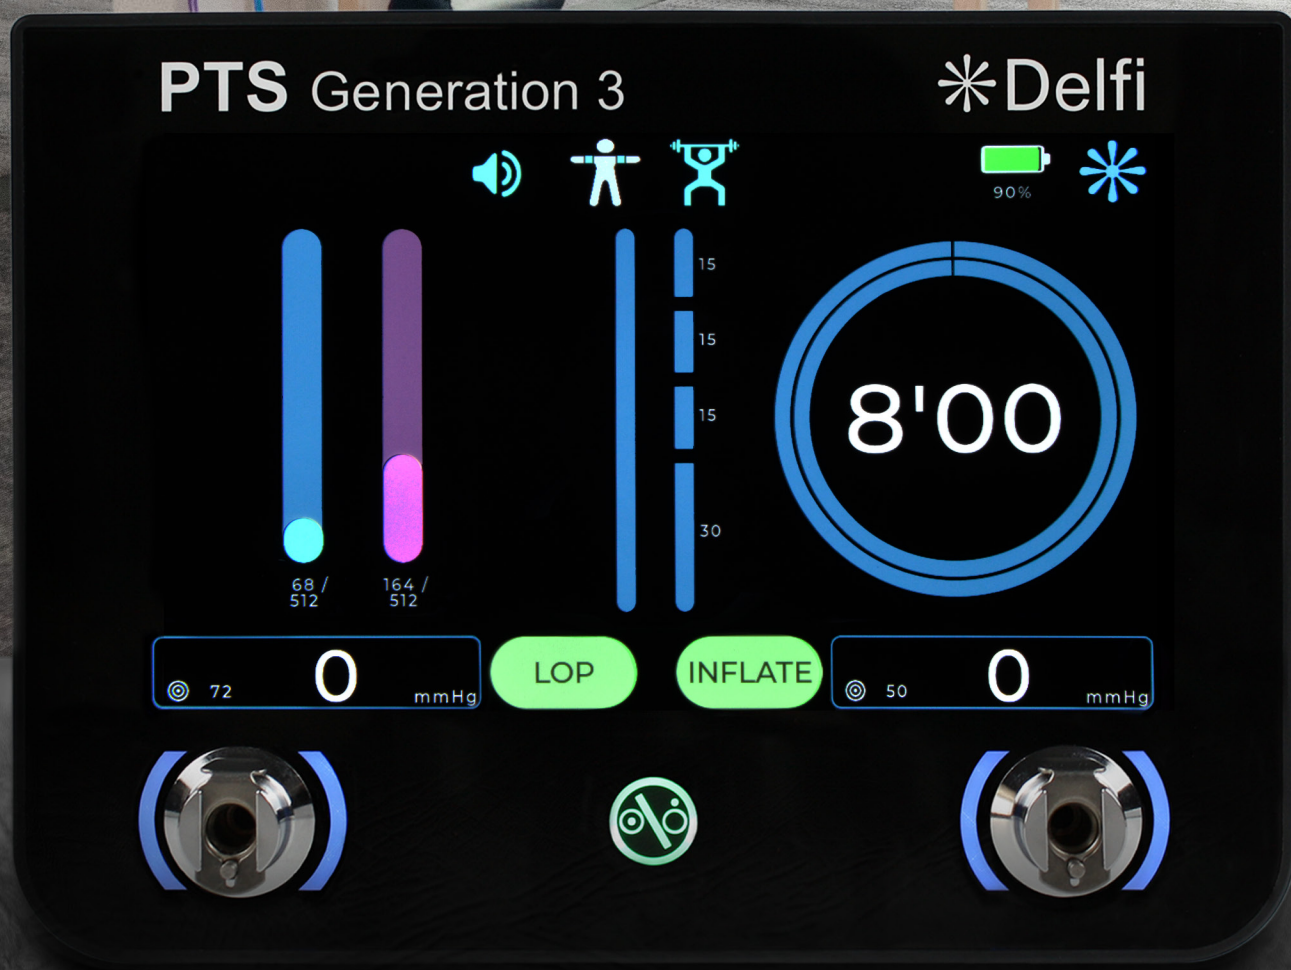 PTS Generation 3
Delfi
90%
15
15
15
30
8'00
68 /
512
164 /
512
72
0
mmHg
LOP
INFLATE
50
0
mmHg